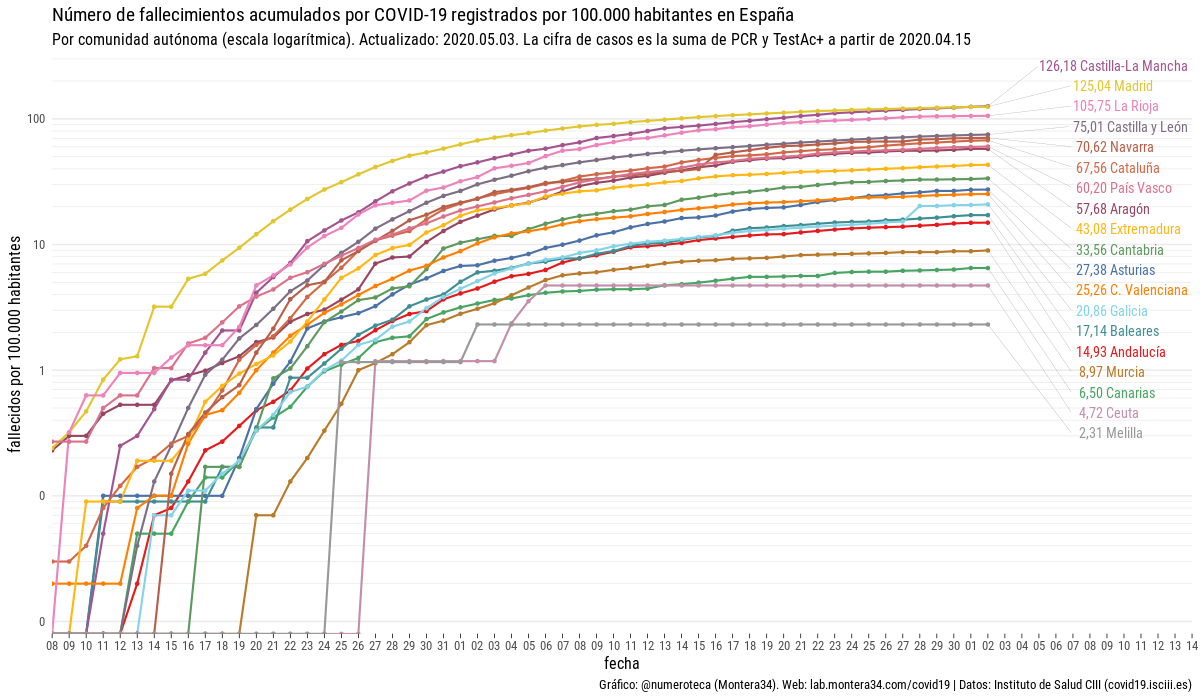 Número de fallecimientos acumulados por COVID-19 registrados por 100.000 habitantes en España
Por comunidad autónoma (escala logarítmica). Actualizado: 2020.05.03. La cifra de casos es la suma de PCR y TestAc+ a partir de 2020.04.15
fallecidos por 100.000 habitantes
100
10
1
0
0
126,18 Castilla-La Mancha
125,04 Madrid
105,75 La Rioja
75,01 Castilla y León
70,62 Navarra
67,56 Cataluña
60,20 País Vasco
57,68 Aragón
43,08 Extremadura
33,56 Cantabria
27,38 Asturias
25,26 C. Valenciana
20,86 Galicia
17,14 Baleares
14,93 Andalucía
8,97 Murcia
6,50 Canarias
4,72 Ceuta
2,31 Melilla
08 09 10 11 12 13 14 15 16 17 18 19 20 21 22 23 24 25 26 27 28 29 30 31 01 02 03 04 05 06 07 08 09 10 11 12 13 14 15 16 17 18 19 20 21 22 23 24 25 26 27 28 29 30 01 02 03 04 05 06 07 08 09 10 11 12 13 14
fecha
Gráfico: @numeroteca (Montera34). Web: lab.montera34.com/covid19 | Datos: Instituto de Salud CIII (covid19.isciii.es)